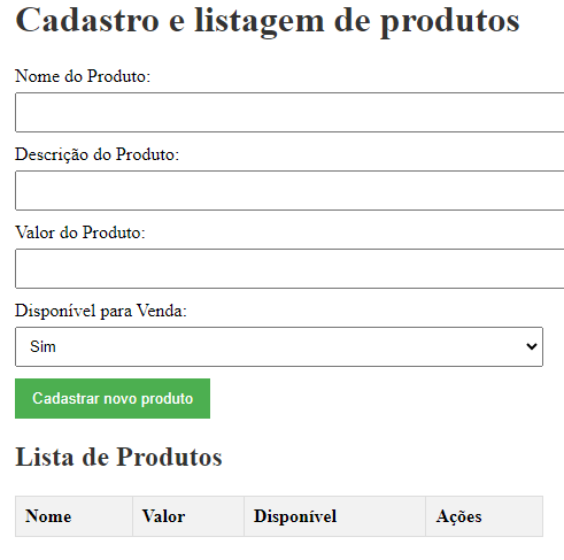 Cadastro e listagem de produtos
Nome do Produto:
Descrição do Produto:
Valor do Produto:
Disponível para Venda:
Sim
Cadastrar novo produto
Lista de Produtos
Nome Valor Disponível Ações